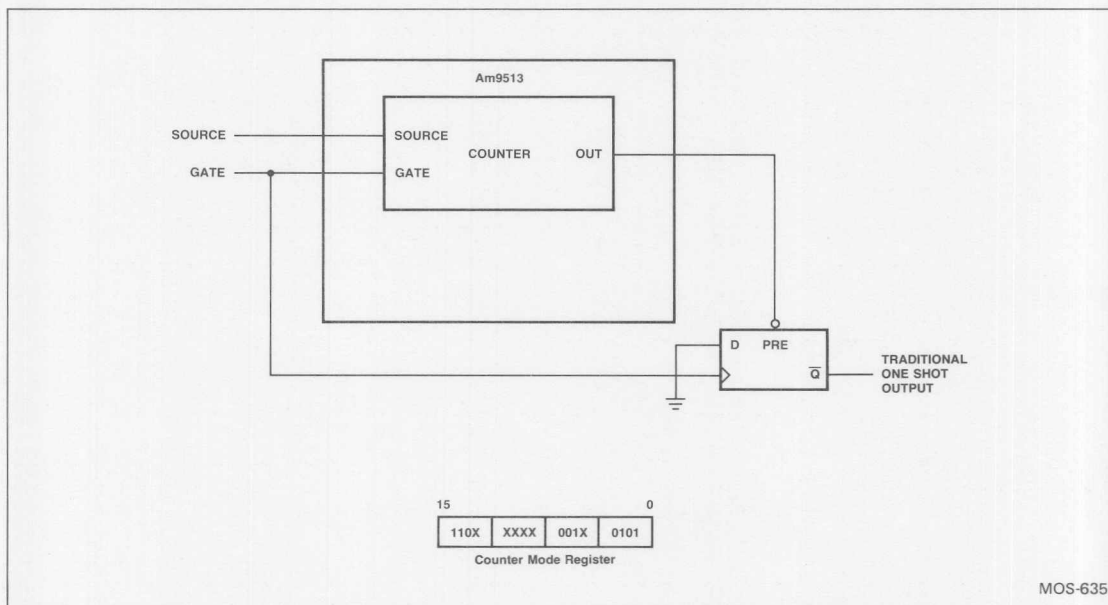 Am9513
SOURCE
SOURCE
COUNTER
OUT
GATE
GATE
D
PRE
Q̅
TRADITIONAL
ONE SHOT
OUTPUT
15
0
110X
XXXX
001X
0101
Counter Mode Register
MOS-635